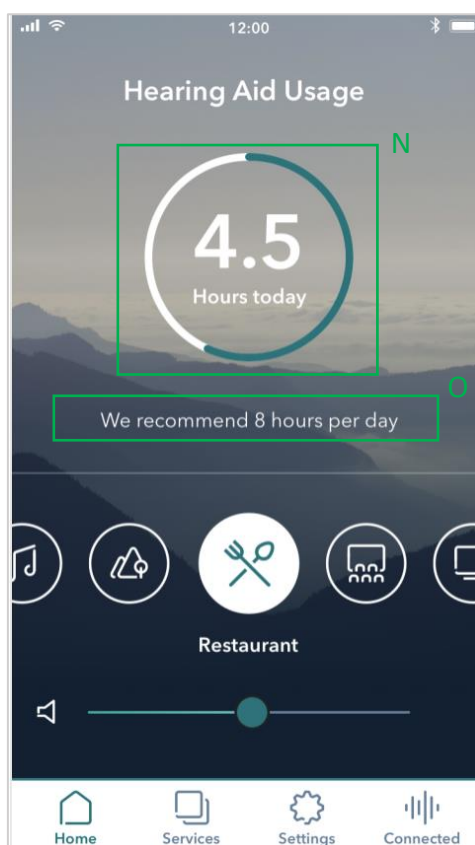 12:00
Hearing Aid Usage
N
4.5
Hours today
O
We recommend 8 hours per day
Restaurant
Home Services Settings Connected